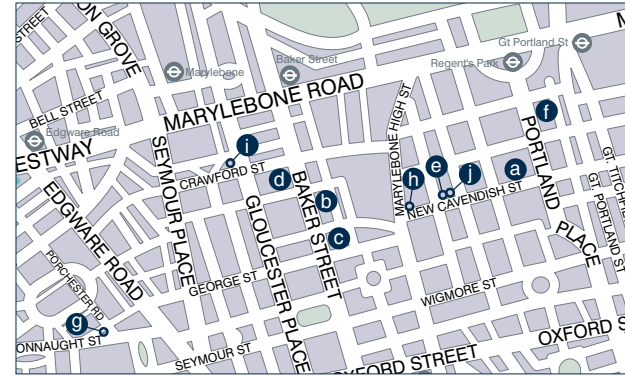 STREET
ON GROVE
Gt Portland St
Baker Street
Regent's Park
Marylebone
MARYLEBONE ROAD
BELL STREET
Edgware Road
f
ESTWAY
MARYLEBONE HIGH ST
PORTLAND
PLACE
i
CRAWFORD ST
SEYMOUR PLACE
d
e
j
a
h
GT. TITCHF
GT. PORTLAND ST
EDGWARE ROAD
b
BAKER STREET
NEW CAVENDISH ST
GLOUCESTER PLACE
c
PORCHESTER RD
GEORGE ST
WIGMORE ST
g
ONNAUGHT ST
SEYMOUR ST
OXFORD STREET
OXFORD S